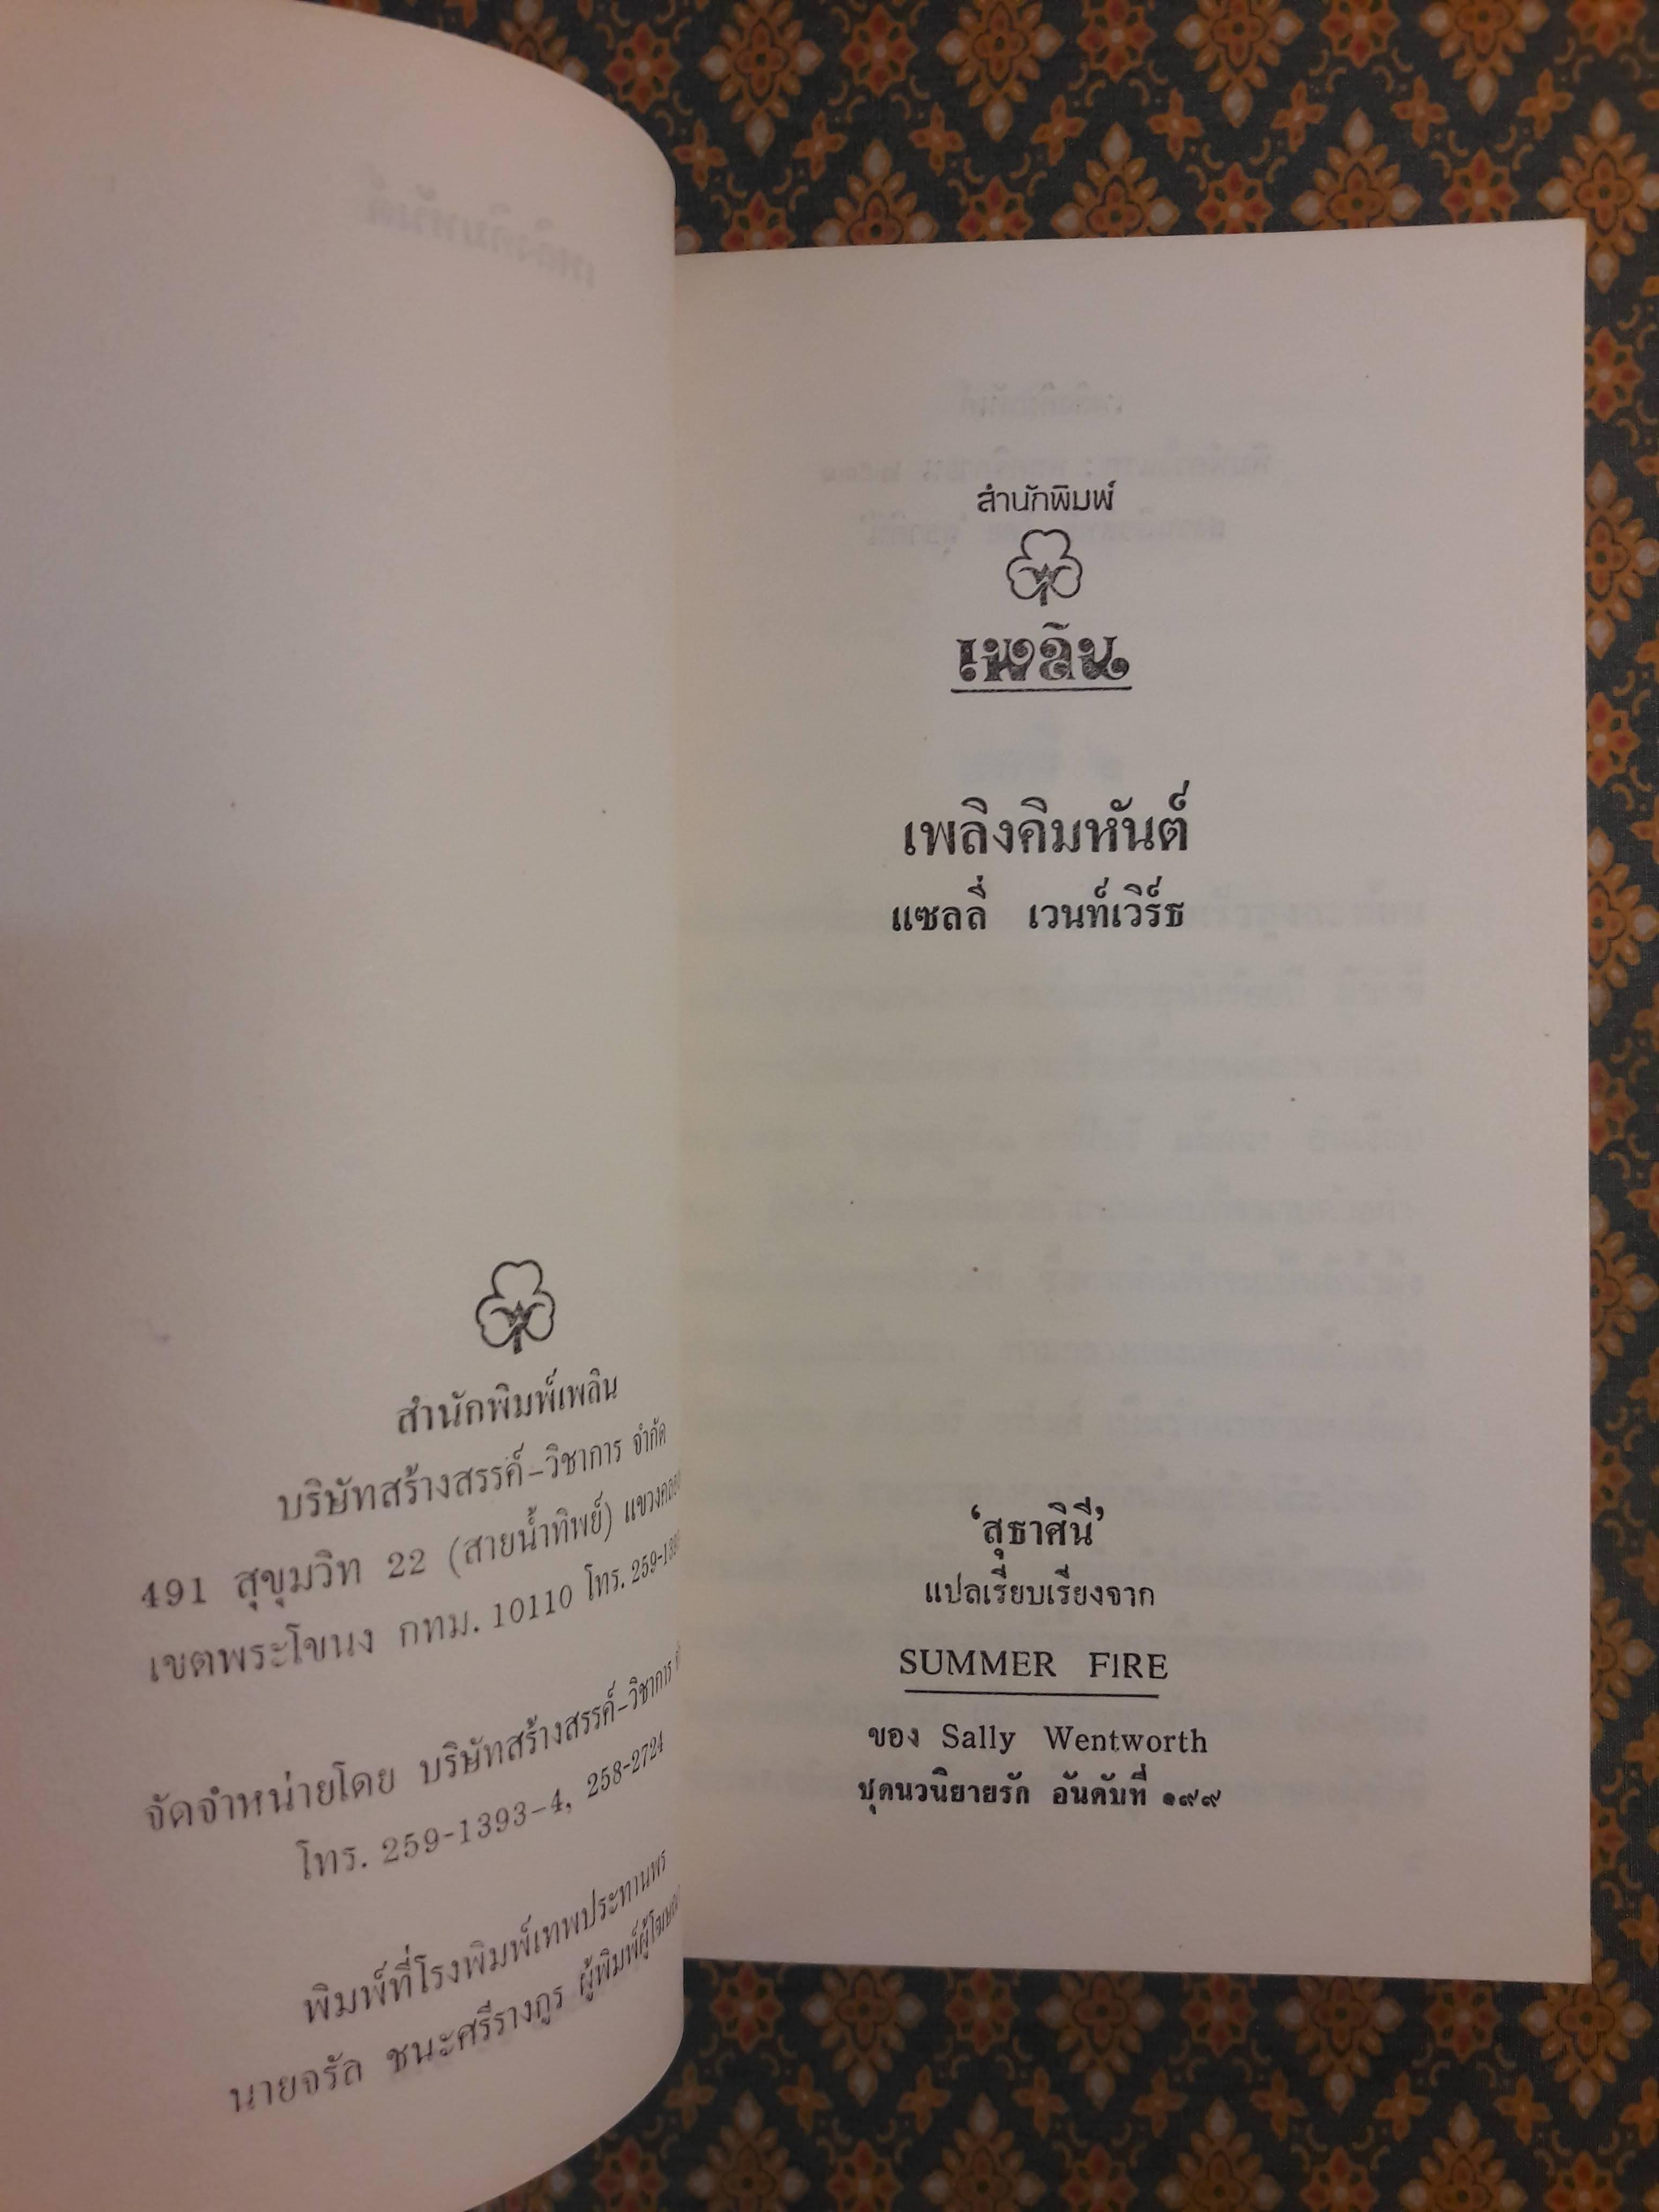 สำนักพิมพ์เพลิน
บริษัทสร้างสรรค์-วิชาการ จำกัด
491 สุขุมวิท 22 (สายน้ำทิพย์)
เขตพระโขนง กทม. 10110 โทร.
จัดจำหน่ายโดย บริษัทสร้างสรรค์-วิชาการ
โทร. 259-1393-4, 258-2724
พิมพ์ที่โรงพิมพ์เทพประทานพร
นายจรัล ชนะศรีรางกูร ผู้พิมพ์ผู้โฆษณา
สำนักพิมพ์
เพลิน
เพลิงคิมหันต์
แซลลี่ เวนท์เวิร์ธ
‘สุธาศินี’
แปลเรียบเรียงจาก
SUMMER FIRE
ของ Sally Wentworth
ชุดนวนิยายรัก อันดับที่ ๑๙๙